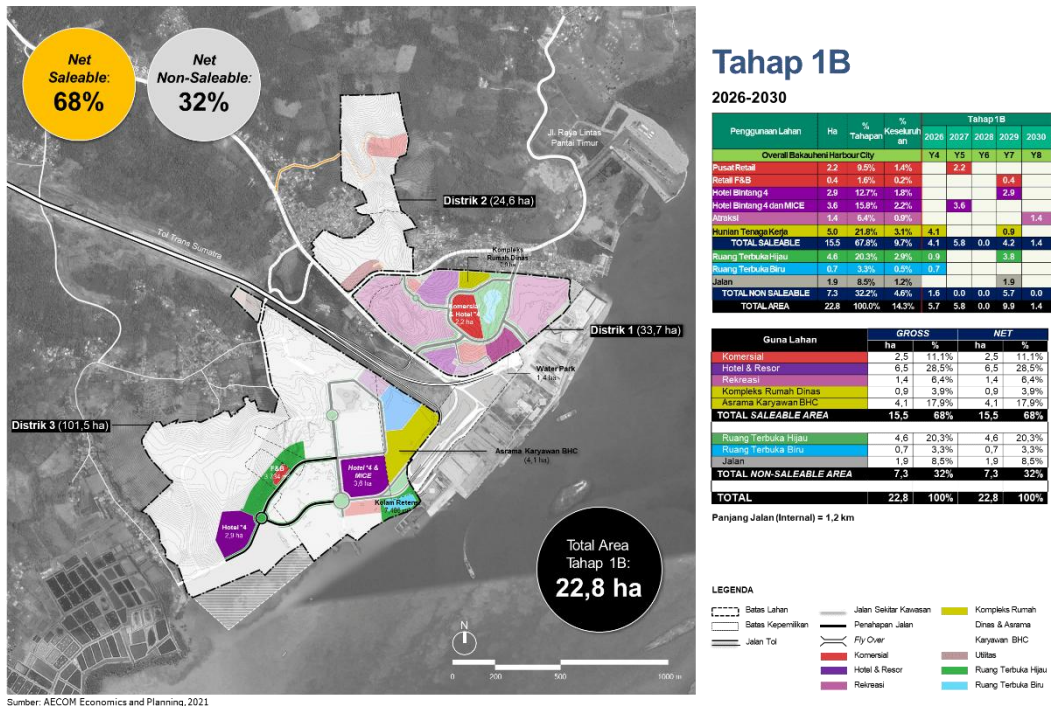 Net
Saleable:
68%
Net
Non-Saleable:
32%
Jl. Raya Lintas
Pantai Timur
Distrik 2 (24,6 ha)
Tol Trans Sumatra
Kompleks
Rumah Dinas
Komersial
& Hotel *4
2,2 ha
Distrik 1 (33,7 ha)
Water Park
1,4 ha
Distrik 3 (101,5 ha)
Asrama Karyawan BHC
(4,1 ha)
F&B
Hotel *4 &
MICE
3,6 ha
Kolam Retensi
Hotel *4
2,9 ha
Total Area
Tahap 1B:
22,8 ha
N
0 200 500 1000 m
Sumber: AECOM Economics and Planning, 2021
Tahap 1B
2026-2030
Penggunaan Lahan Ha % Tahapan % Keseluruhan Tahap 1B
2026 2027 2028 2029 2030
Overall Bakauheni Harbour City Y4 Y5 Y6 Y7 Y8
Pusat Retail 2.2 9.5% 1.4% 2.2
Retail F&B 0.4 1.6% 0.2% 0.4
Hotel Bintang 4 2.9 12.7% 1.8% 2.9
Hotel Bintang 4 dan MICE 3.6 15.8% 2.2% 3.6
Atraksi 1.4 6.4% 0.9% 1.4
Hunian Tenaga Kerja 5.0 21.8% 3.1% 4.1 0.9
TOTAL SALEABLE 15.5 67.8% 9.7% 4.1 5.8 0.0 4.2 1.4
Ruang Terbuka Hijau 4.6 20.3% 2.9% 0.9 3.8
Ruang Terbuka Biru 0.7 3.3% 0.5% 0.7
Jalan 1.9 8.5% 1.2% 1.9
TOTAL NON SALEABLE 7.3 32.2% 4.6% 1.6 0.0 0.0 5.7 0.0
TOTAL AREA 22.8 100.0% 14.3% 5.7 5.8 0.0 9.9 1.4
Guna Lahan GROSS NET
ha % ha %
Komersial 2,5 11,1% 2,5 11,1%
Hotel & Resor 6,5 28,5% 6,5 28,5%
Rekreasi 1,4 6,4% 1,4 6,4%
Kompleks Rumah Dinas 0,9 3,9% 0,9 3,9%
Asrama Karyawan BHC 4,1 17,9% 4,1 17,9%
TOTAL SALEABLE AREA 15,5 68% 15,5 68%
Ruang Terbuka Hijau 4,6 20,3% 4,6 20,3%
Ruang Terbuka Biru 0,7 3,3% 0,7 3,3%
Jalan 1,9 8,5% 1,9 8,5%
TOTAL NON-SALEABLE AREA 7,3 32% 7,3 32%
TOTAL 22,8 100% 22,8 100%
Panjang Jalan (Internal) = 1,2 km
LEGENDA
Batas Lahan
Batas Kepemilikan
Jalan Tol
Jalan Sekitar Kawasan
Penahapan Jalan
Fly Over
Komersial
Hotel & Resor
Rekreasi
Kompleks Rumah
Dinas & Asrama
Karyawan BHC
Utilitas
Ruang Terbuka Hijau
Ruang Terbuka Biru